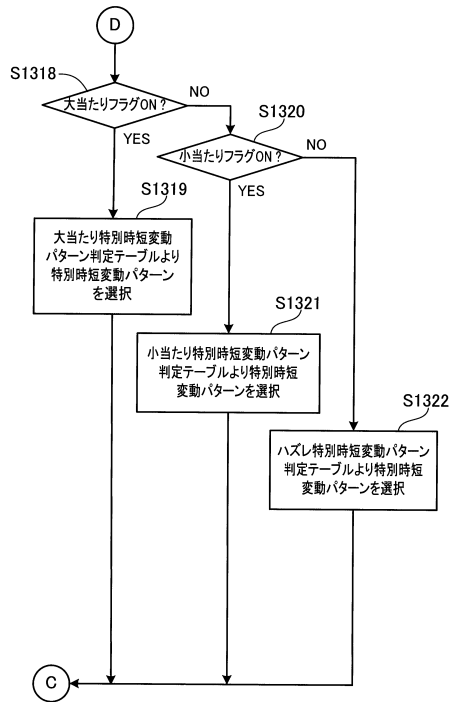 D
S1318
大当たりフラグON?
NO
YES
S1320
小当たりフラグON?
NO
YES
S1319
大当たり特別時短変動
パターン判定テーブルより
特別時短変動パターン
を選択
S1321
小当たり特別時短変動パターン
判定テーブルより特別時短
変動パターンを選択
S1322
ハズレ特別時短変動パターン
判定テーブルより特別時短
変動パターンを選択
C